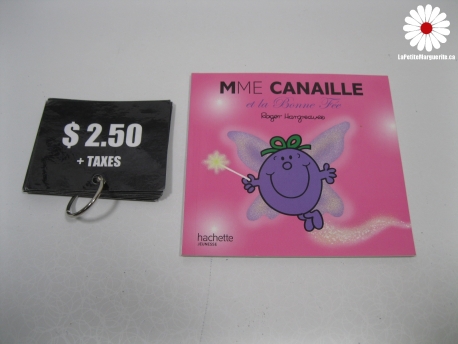 LaPetiteMarguerite.ca
$ 2.50
+ TAXES
MME CANAILLE
et la Bonne Fée
Roger Hargreaves
hachette
JEUNESSE